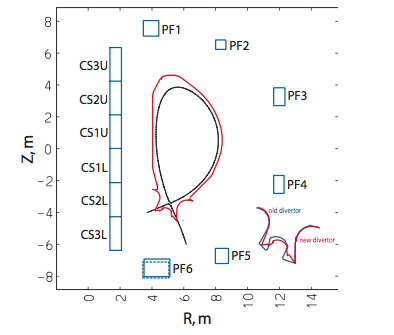 8
6
4
2
0
−2
−4
−6
−8
Z, m
PF1
PF2
CS3U
CS2U
PF3
CS1U
CS1L
PF4
CS2L
old divertor
CS3L
new divertor
PF5
PF6
0 2 4 6 8 10 12 14
R, m